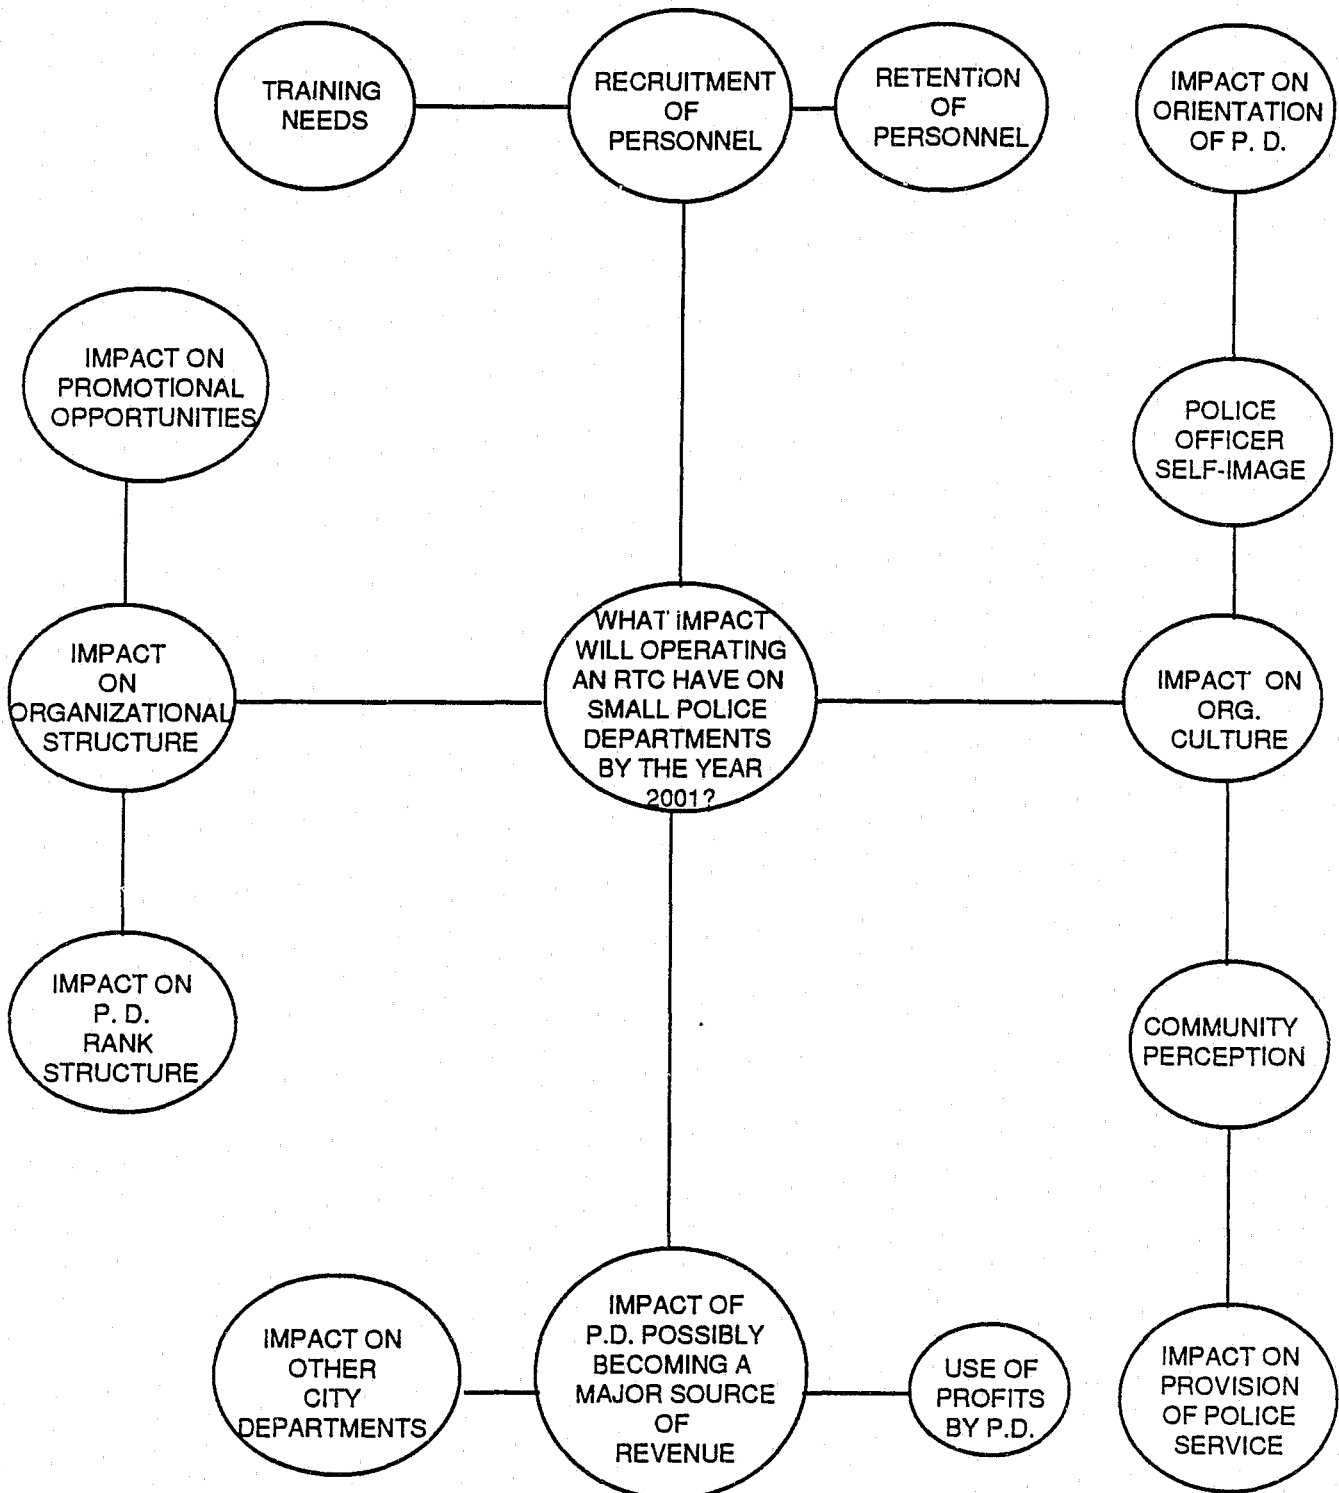 TRAINING
NEEDS
RECRUITMENT
OF
PERSONNEL
RETENTION
OF
PERSONNEL
IMPACT ON
ORIENTATION
OF P. D.
IMPACT ON
PROMOTIONAL
OPPORTUNITIES
POLICE
OFFICER
SELF-IMAGE
IMPACT
ON
ORGANIZATIONAL
STRUCTURE
WHAT IMPACT
WILL OPERATING
AN RTC HAVE ON
SMALL POLICE
DEPARTMENTS
BY THE YEAR
2001?
IMPACT ON
ORG.
CULTURE
IMPACT ON
P. D.
RANK
STRUCTURE
COMMUNITY
PERCEPTION
IMPACT ON
OTHER
CITY
DEPARTMENTS
IMPACT OF
P.D. POSSIBLY
BECOMING A
MAJOR SOURCE
OF
REVENUE
USE OF
PROFITS
BY P.D.
IMPACT ON
PROVISION
OF POLICE
SERVICE